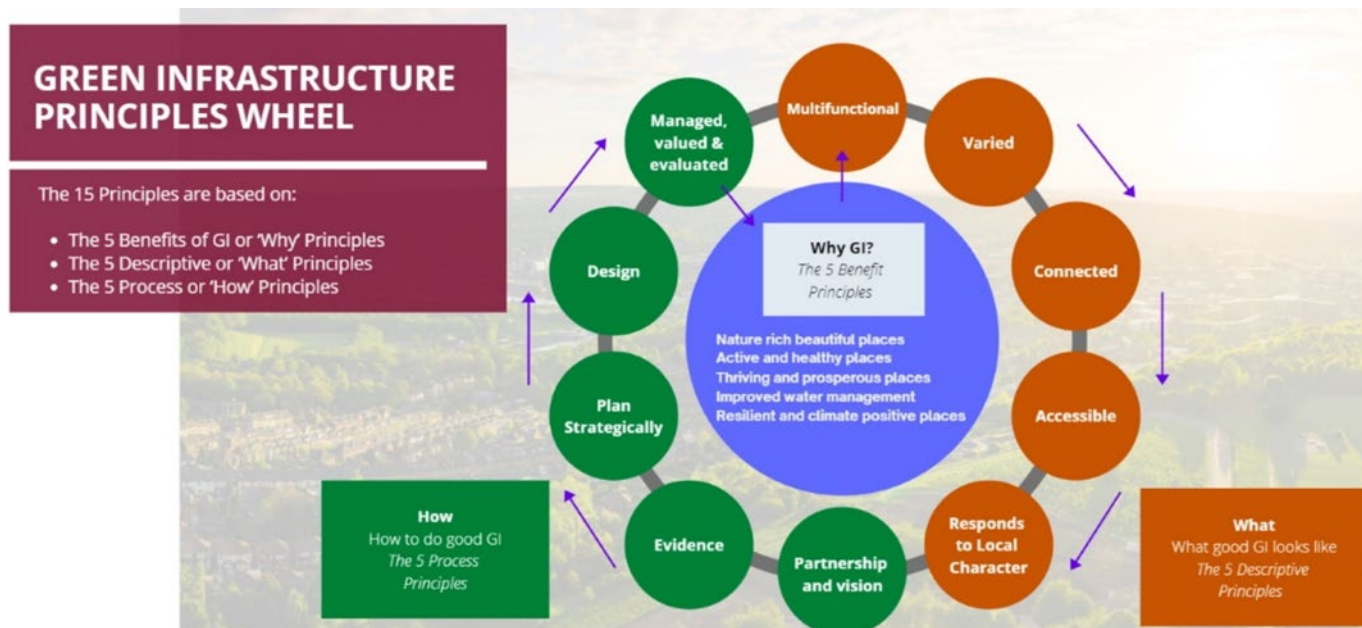 GREEN INFRASTRUCTURE
PRINCIPLES WHEEL
The 15 Principles are based on:
• The 5 Benefits of GI or ‘Why’ Principles
• The 5 Descriptive or ‘What’ Principles
• The 5 Process or ‘How’ Principles
Multifunctional
Varied
Connected
Accessible
Responds
to Local
Character
Partnership
and vision
Evidence
Plan
Strategically
Design
Managed,
valued &
evaluated
Why GI?
The 5 Benefit
Principles
Nature rich beautiful places
Active and healthy places
Thriving and prosperous places
Improved water management
Resilient and climate positive places
How
How to do good GI
The 5 Process
Principles
What
What good GI looks like
The 5 Descriptive
Principles